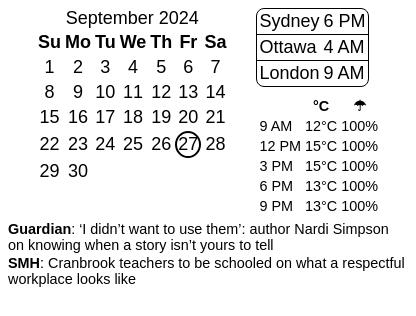 September 2024
Su Mo Tu We Th Fr Sa
1 2 3 4 5 6 7
8 9 10 11 12 13 14
15 16 17 18 19 20 21
22 23 24 25 26 27 28
29 30
Sydney 6 PM
Ottawa 4 AM
London 9 AM
°C ☂
9 AM 12°C 100%
12 PM 15°C 100%
3 PM 15°C 100%
6 PM 13°C 100%
9 PM 13°C 100%
Guardian: ‘I didn’t want to use them’: author Nardi Simpson
on knowing when a story isn’t yours to tell
SMH: Cranbrook teachers to be schooled on what a respectful
workplace looks like